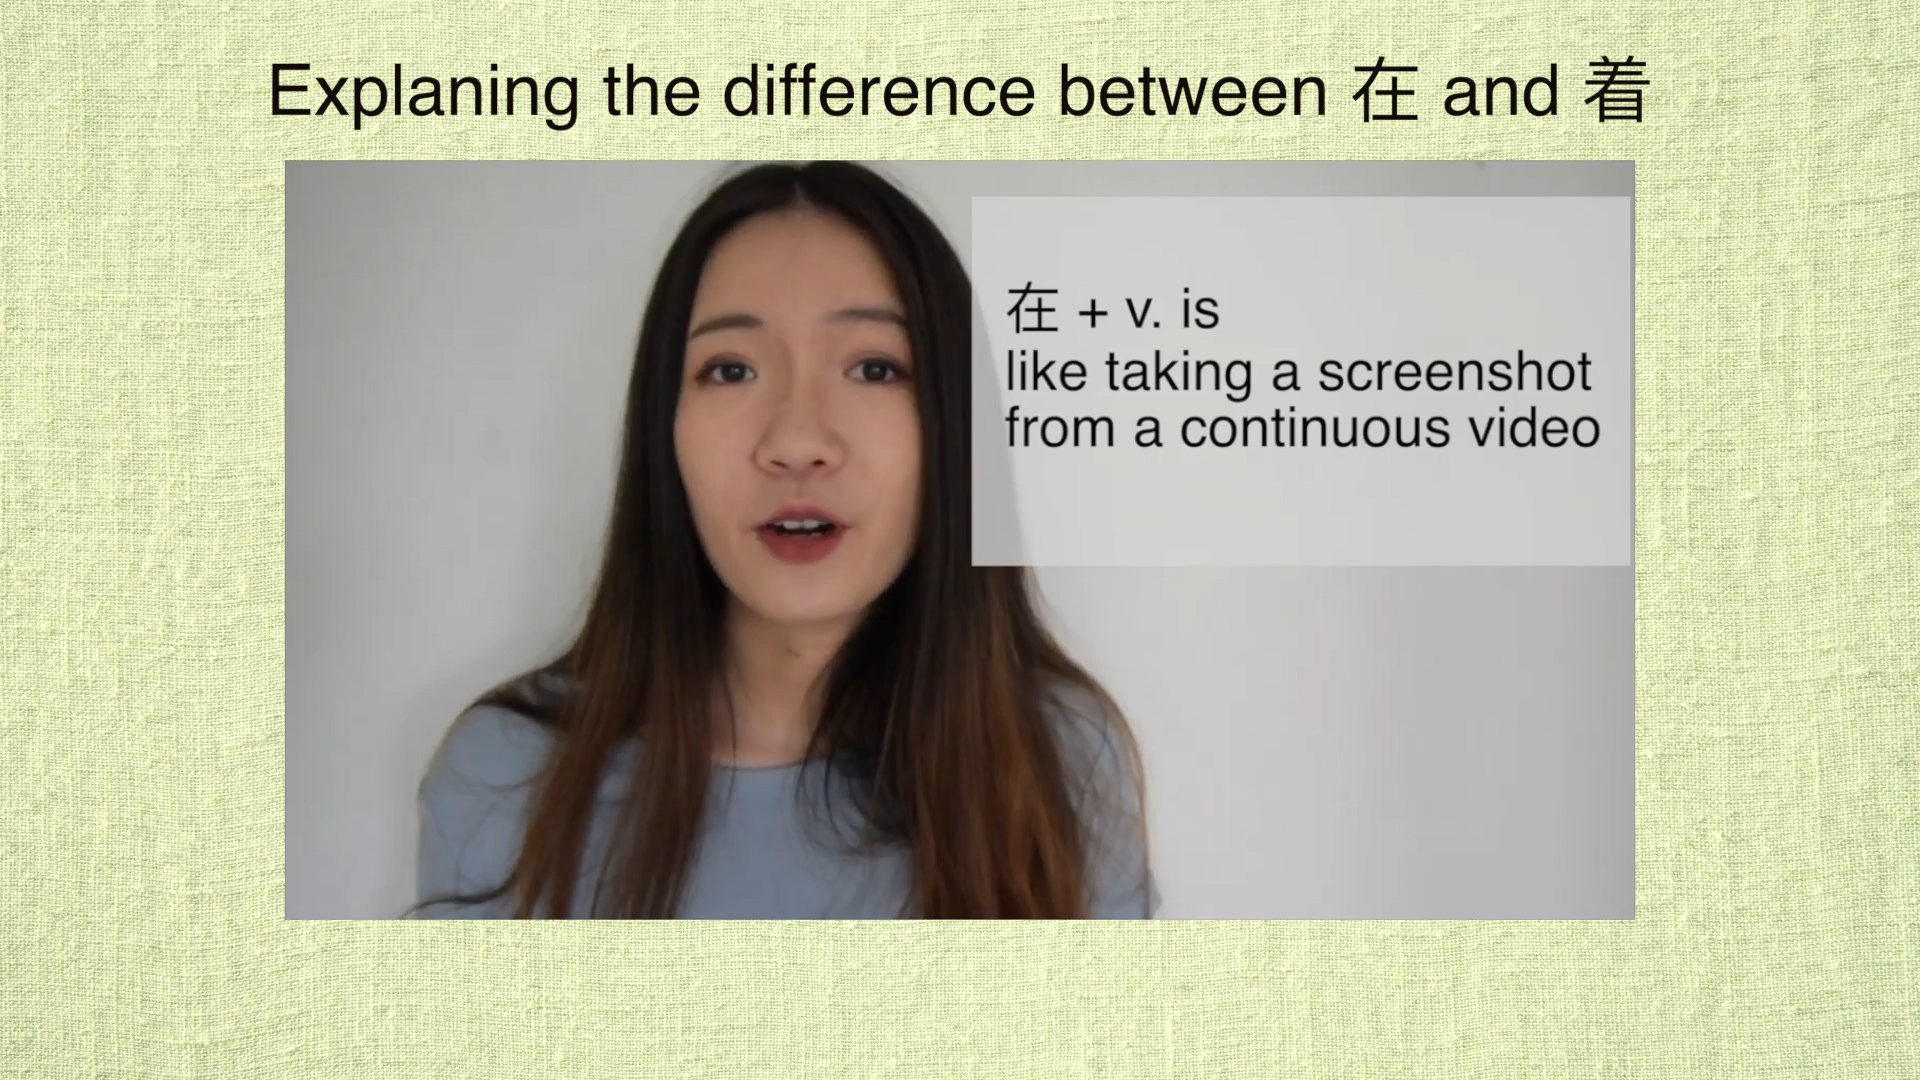 Explaning the difference between 在 and 着
在 + v. is
like taking a screenshot
from a continuous video